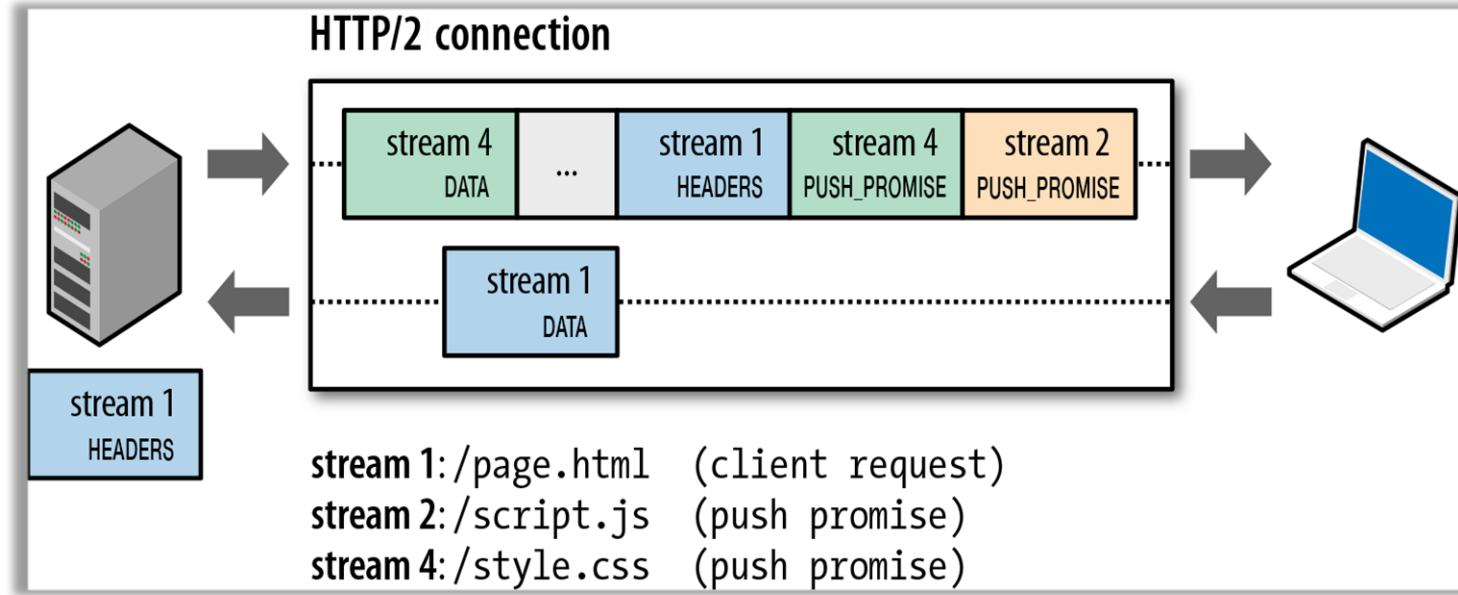 HTTP/2 connection
stream 4
DATA
...
stream 1
HEADERS
stream 4
PUSH_PROMISE
stream 2
PUSH_PROMISE
stream 1
DATA
stream 1
HEADERS
stream 1: /page.html (client request)
stream 2: /script.js (push promise)
stream 4: /style.css (push promise)